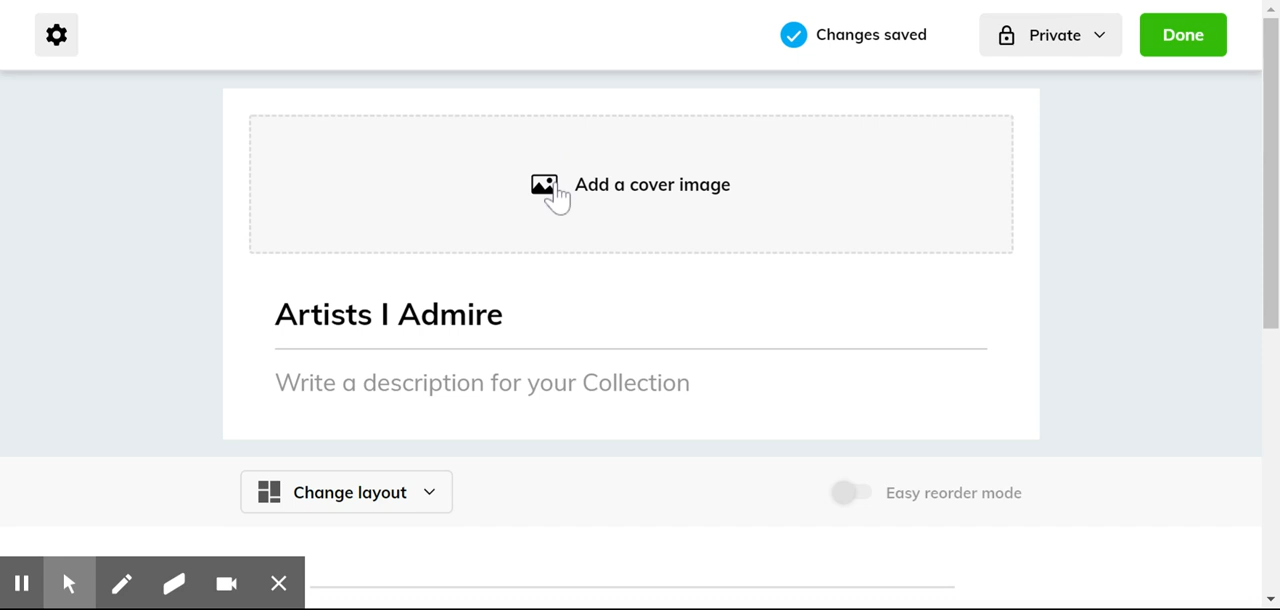 Changes saved
Private
Done
Add a cover image
Artists I Admire
Write a description for your Collection
Change layout
Easy reorder mode